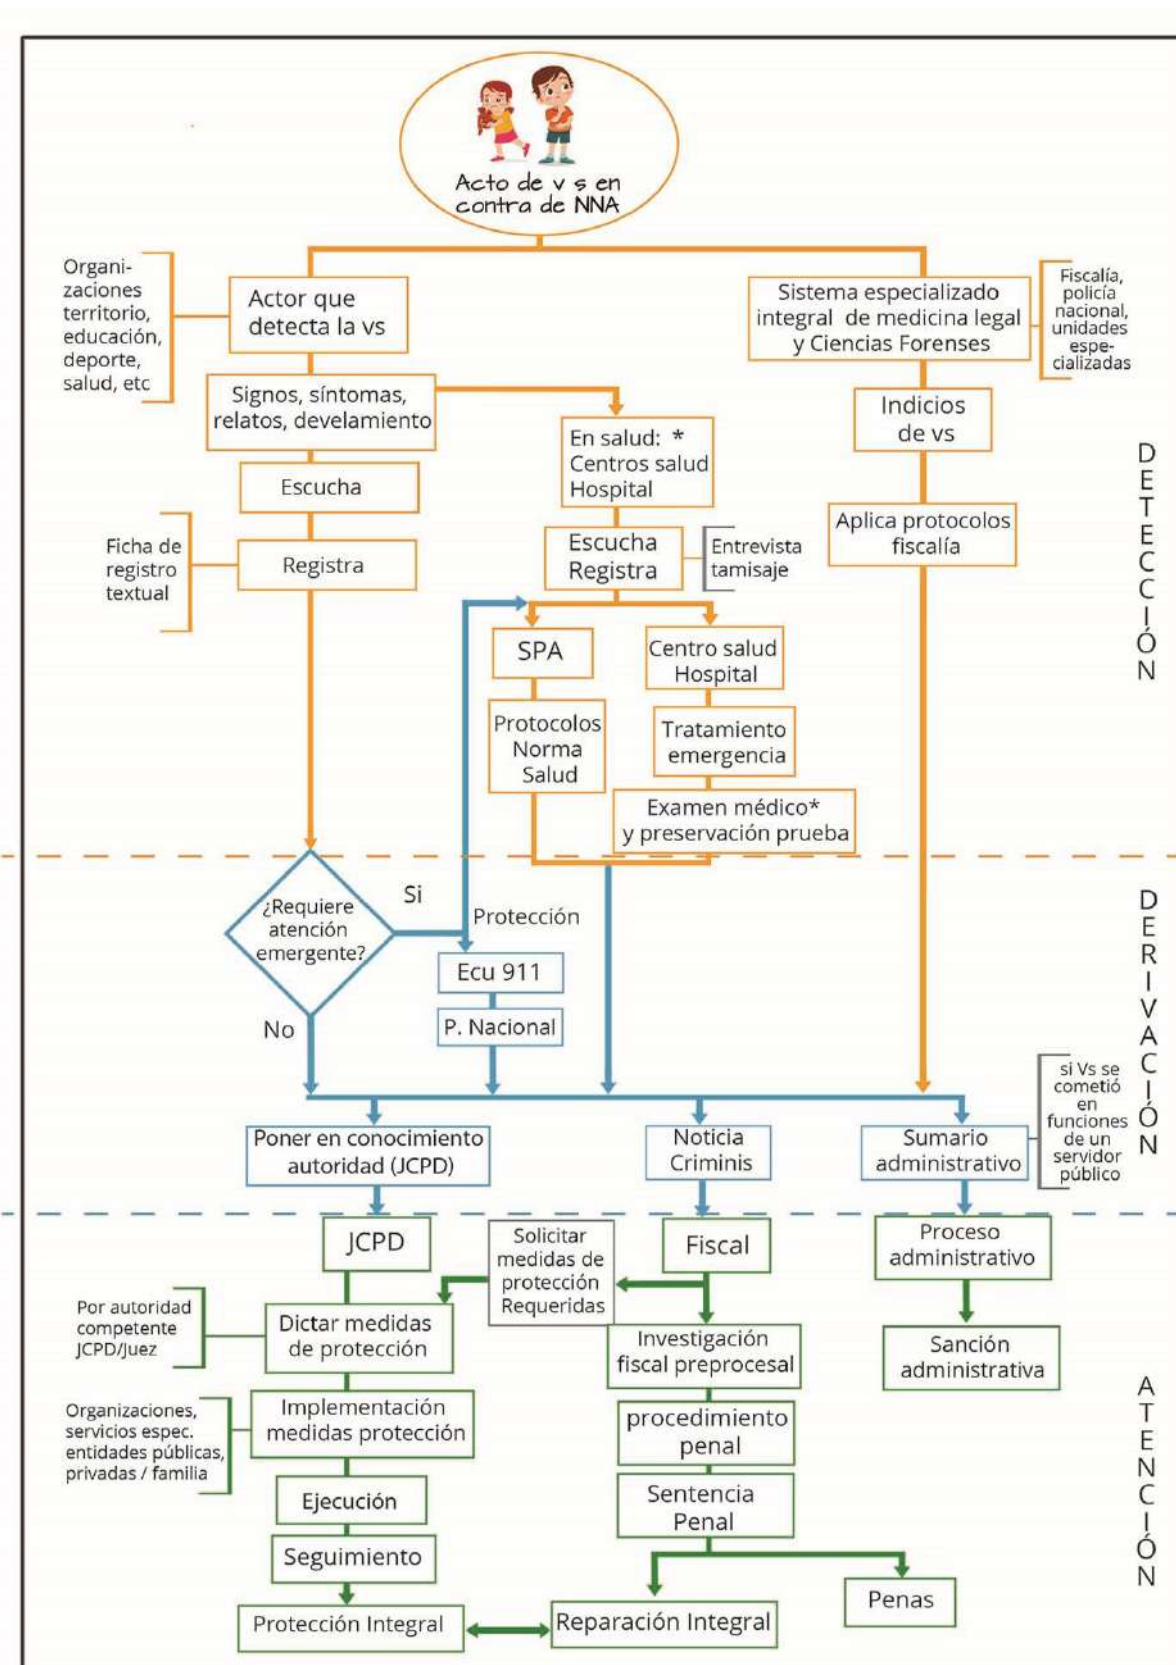 Acto de v s en
contra de NNA
Organi-
zaciones
territorio,
educación,
deporte,
salud, etc
Actor que
detecta la vs
Sistema especializado
integral de medicina legal
y Ciencias Forenses
Fiscalía,
policía
nacional,
unidades
espe-
cializadas
Signos, síntomas,
relatos, develamiento
En salud: *
Centros salud
Hospital
Indicios
de vs
Escucha
Aplica protocolos
fiscalía
Ficha de
registro
textual
Registra
Escucha
Registra
Entrevista
tamisaje
DETECCIÓN
SPA
Centro salud
Hospital
Protocolos
Norma
Salud
Tratamiento
emergencia
Examen médico*
y preservación prueba
¿Requiere
atención
emergente?
Si
Protección
Ecu 911
P. Nacional
No
DERIVACIÓN
si Vs se
cometió
en
funciones
de un
servidor
público
Poner en conocimiento
autoridad (JCPD)
Noticia
Criminis
Sumario
administrativo
JCPD
Solicitar
medidas de
protección
Requeridas
Fiscal
Proceso
administrativo
Por autoridad
competente
JCPD/Juez
Dictar medidas
de protección
Investigación
fiscal preprocesal
Sanción
administrativa
Organizaciones,
servicios espec.
entidades públicas,
privadas / familia
Implementación
medidas protección
procedimiento
penal
ATENCIÓN
Ejecución
Sentencia
Penal
Seguimiento
Protección Integral
Reparación Integral
Penas